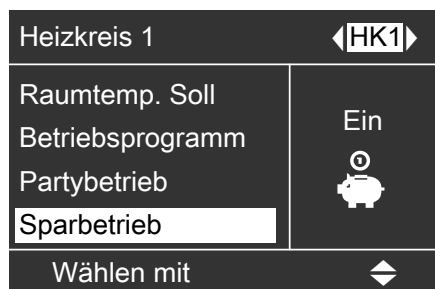 Heizkreis 1 HK1
Raumtemp. Soll
Betriebsprogramm
Partybetrieb
Sparbetrieb
Ein
Wählen mit